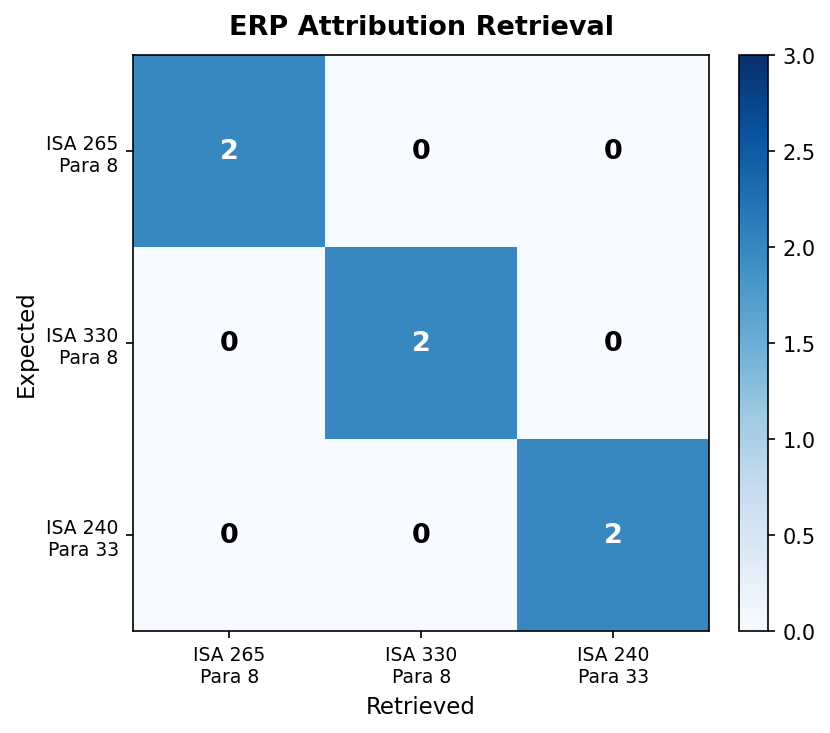 ERP Attribution Retrieval
Expected
ISA 265
Para 8
2 0 0
ISA 330
Para 8
0 2 0
ISA 240
Para 33
0 0 2
ISA 265
Para 8
ISA 330
Para 8
ISA 240
Para 33
Retrieved
3.0
2.5
2.0
1.5
1.0
0.5
0.0